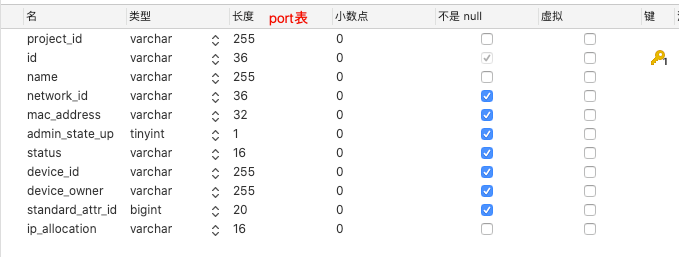 名 类型 长度 port表 小数点 不是 null 虚拟 键
project_id varchar 255 0
id varchar 36 0 1
name varchar 255 0
network_id varchar 36 0
mac_address varchar 32 0
admin_state_up tinyint 1 0
status varchar 16 0
device_id varchar 255 0
device_owner varchar 255 0
standard_attr_id bigint 20 0
ip_allocation varchar 16 0